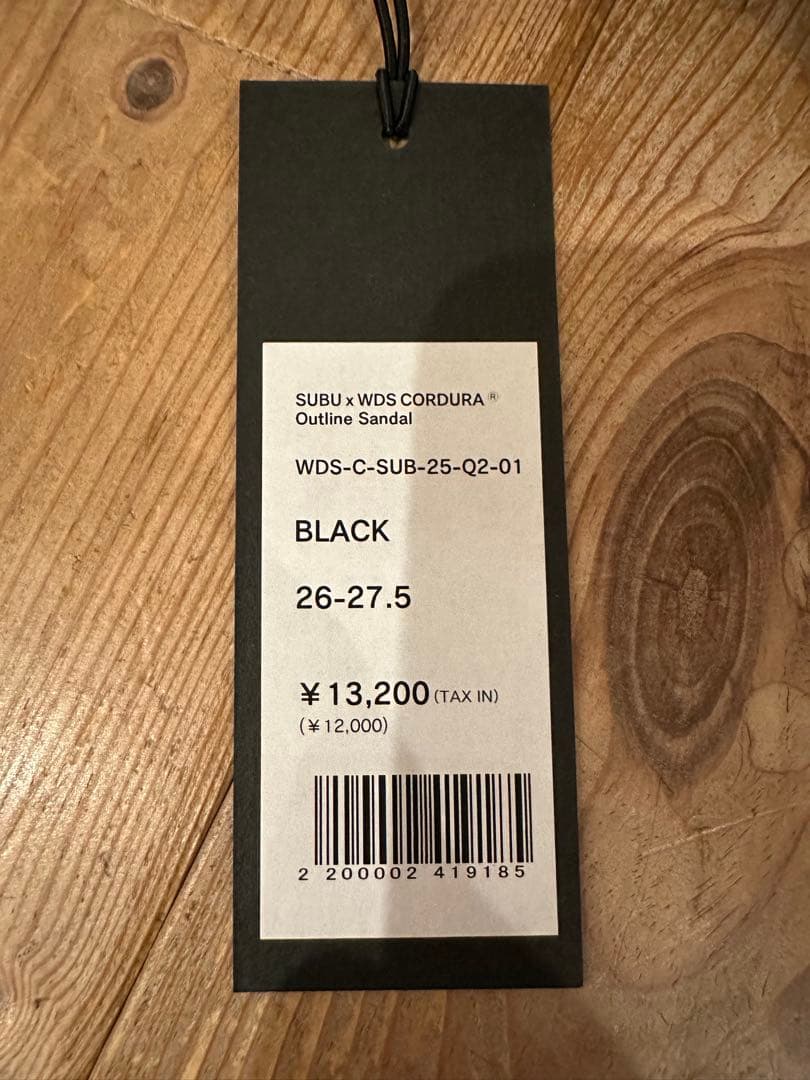 SUBU x WDS CORDURA®
Outline Sandal
WDS-C-SUB-25-Q2-01
BLACK
26-27.5
¥13,200 (TAX IN)
(¥12,000)
2 200002 419185